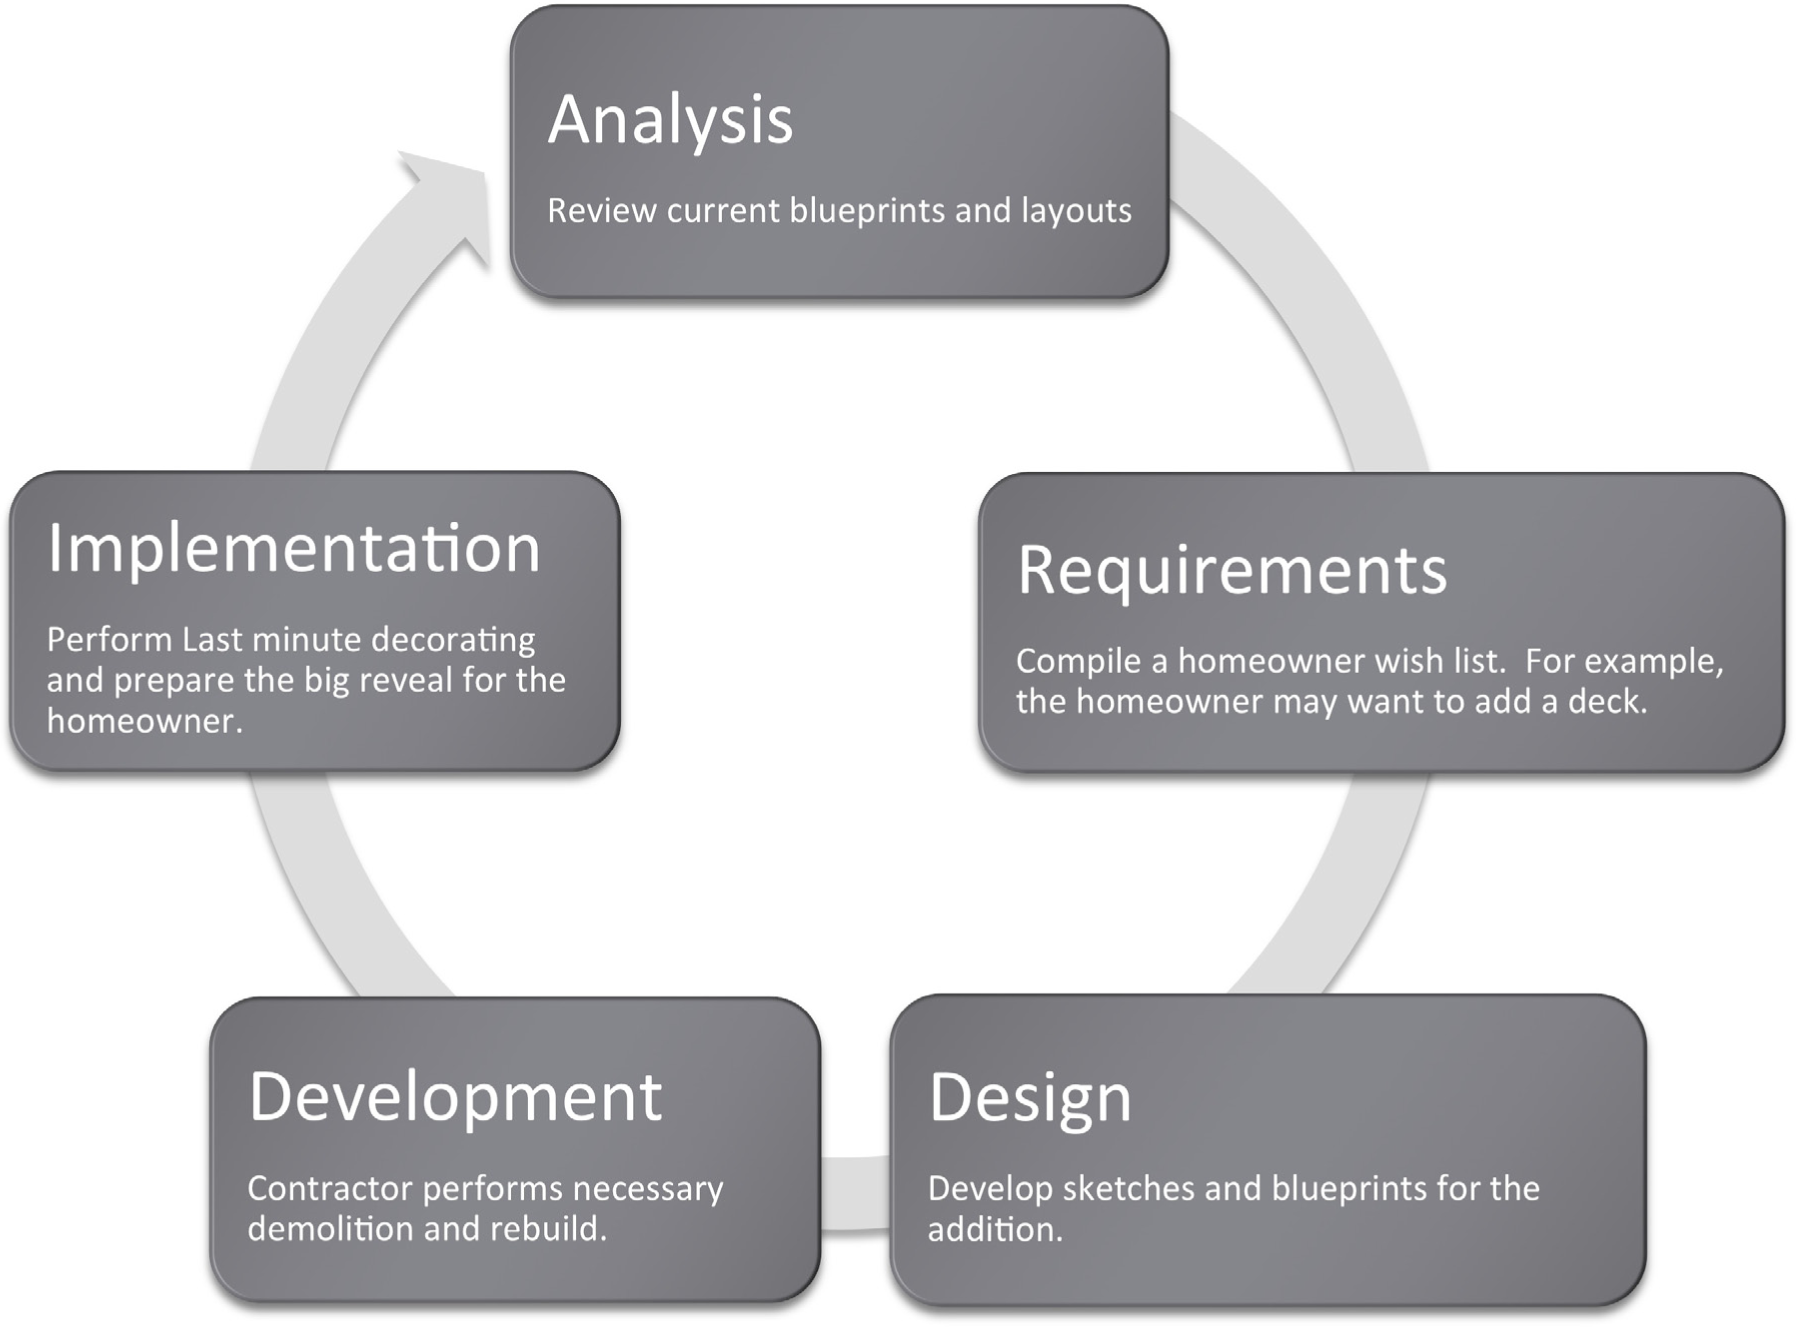 Analysis
Review current blueprints and layouts
Requirements
Compile a homeowner wish list.  For example,
the homeowner may want to add a deck.
Design
Develop sketches and blueprints for the
addition.
Development
Contractor performs necessary
demolition and rebuild.
Implementation
Perform Last minute decorating
and prepare the big reveal for the
homeowner.